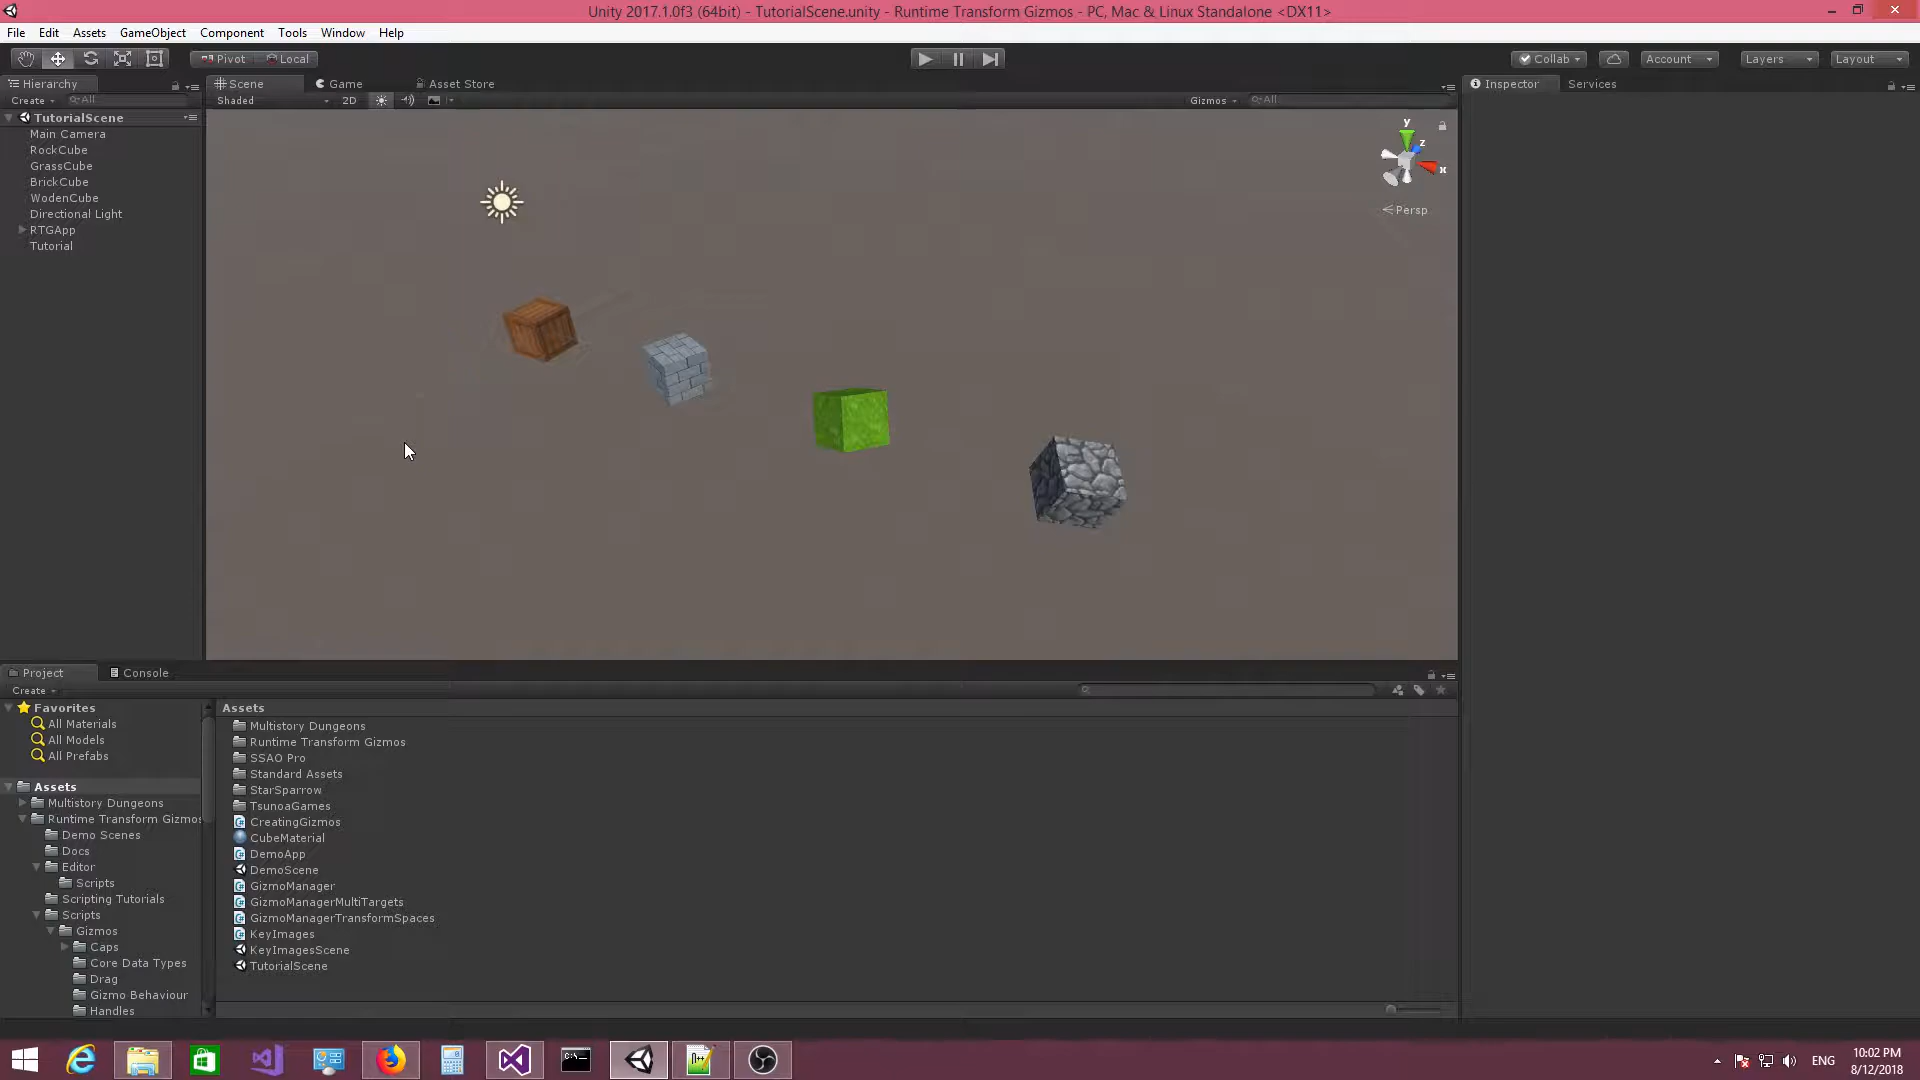 Unity 2017.1.0f3 (64bit) - TutorialScene.unity - Runtime Transform Gizmos - PC, Mac & Linux Standalone <DX11>
File Edit Assets GameObject Component Tools Window Help
Pivot Local Collab Account Layers Layout
Hierarchy Scene Game Asset Store Inspector Services
Create All Shaded 2D Gizmos All
TutorialScene
Main Camera
RockCube
GrassCube
BrickCube
WodenCube
Directional Light
RTGApp
Tutorial
y
z
x
Persp
Project Console
Create
Favorites
All Materials
All Models
All Prefabs
Assets
Multistory Dungeons
Runtime Transform Gizmos
Demo Scenes
Docs
Editor
Scripts
Scripting Tutorials
Scripts
Gizmos
Caps
Core Data Types
Drag
Gizmo Behaviour
Handles
Assets
Multistory Dungeons
Runtime Transform Gizmos
SSAO Pro
Standard Assets
StarSparrow
TsunoaGames
CreatingGizmos
CubeMaterial
DemoApp
DemoScene
GizmoManager
GizmoManagerMultiTargets
GizmoManagerTransformSpaces
KeyImages
KeyImagesScene
TutorialScene
ENG
10:02 PM
8/12/2018